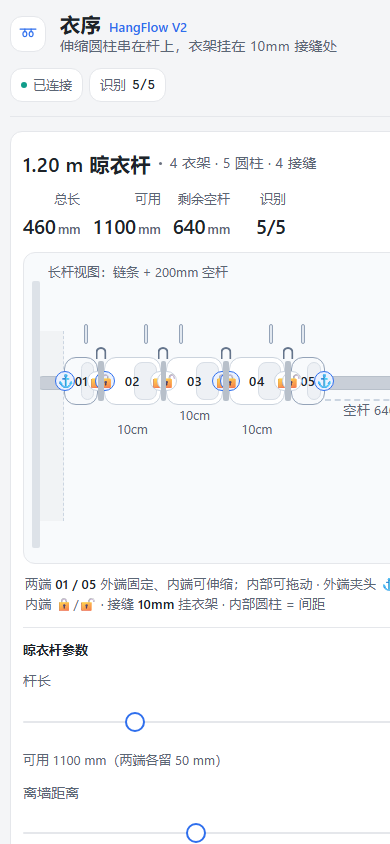 衣序 HangFlow V2
伸缩圆柱串在杆上，衣架挂在 10mm 接缝处
已连接 识别 5/5
1.20 m 晾衣杆 · 4 衣架 · 5 圆柱 · 4 接缝
总长 可用 剩余空杆 识别
460 mm 1100 mm 640 mm 5/5
长杆视图：链条 + 200mm 空杆
01 02 03 04 05
空杆 640
10cm
10cm 10cm
两端 01 / 05 外端固定、内端可伸缩；内部可拖动 · 外端夹头
内端 🔒/🔓 · 接缝 10mm 挂衣架 · 内部圆柱 = 间距
晾衣杆参数
杆长
可用 1100 mm（两端各留 50 mm）
离墙距离